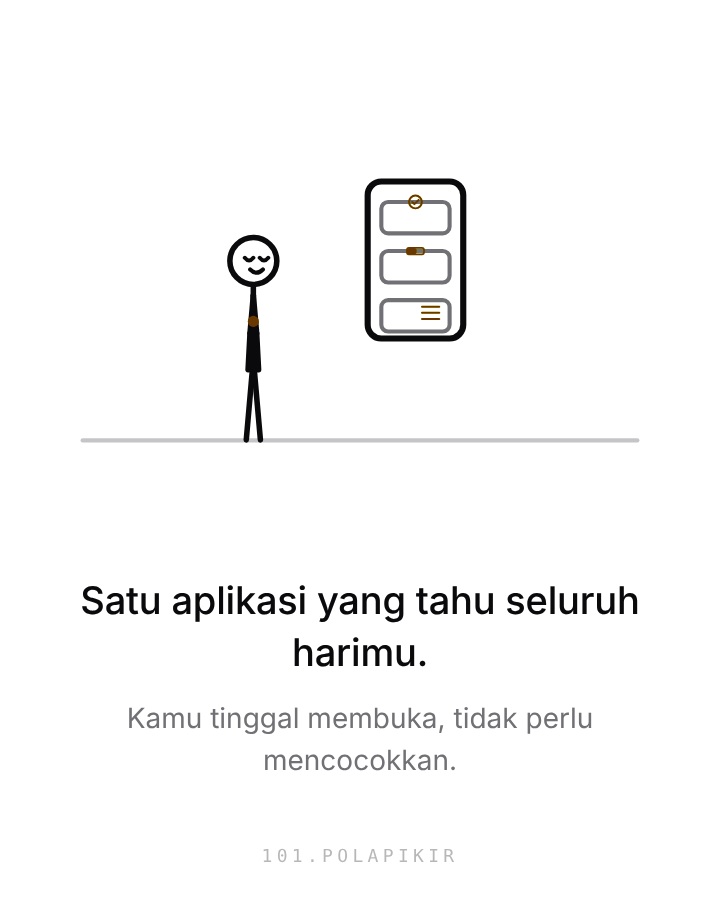 Satu aplikasi yang tahu seluruh
harimu.
Kamu tinggal membuka, tidak perlu
mencocokkan.
101.POLAPIKIR